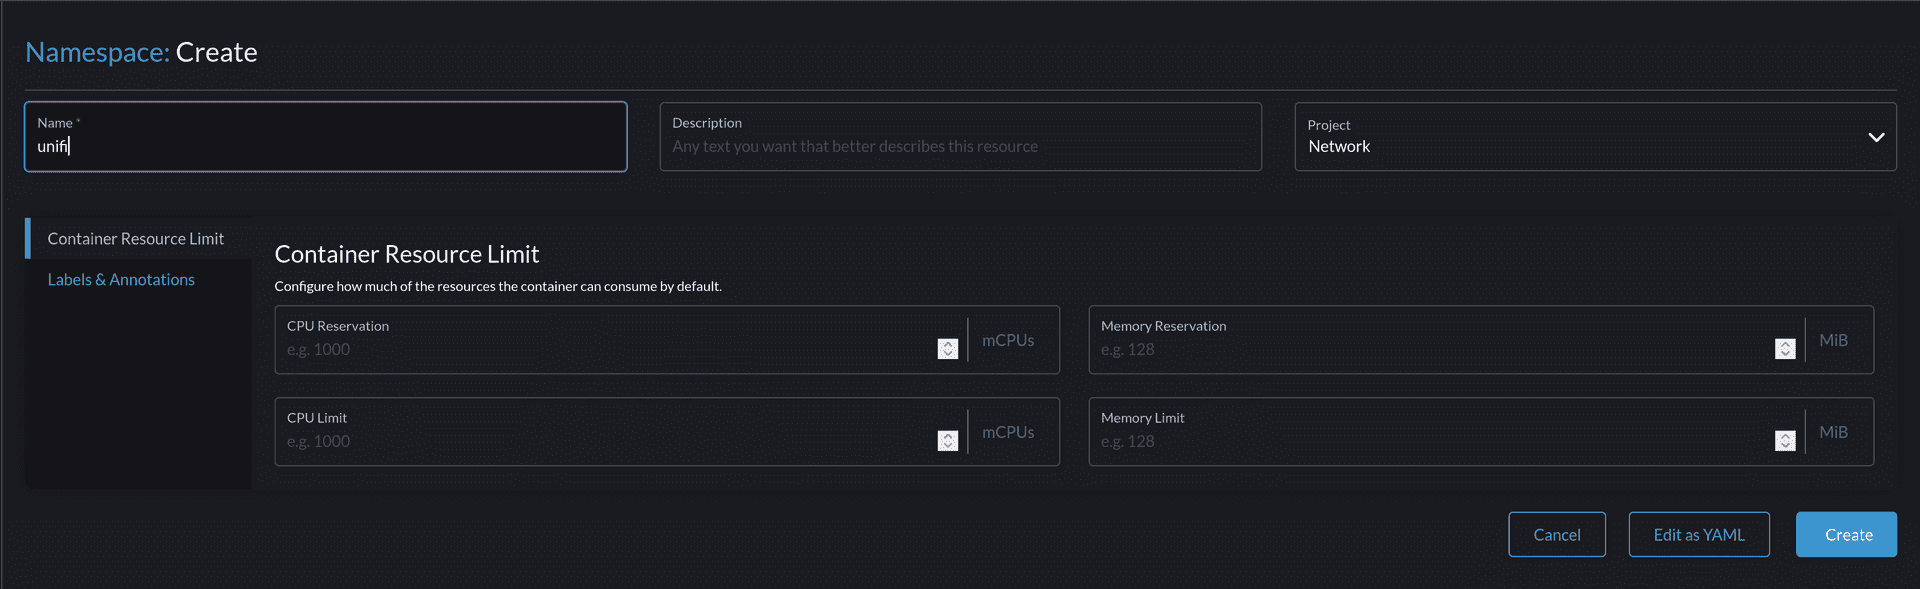 Namespace: Create
Name *
unifi
Description
Any text you want that better describes this resource
Project
Network
Container Resource Limit
Labels & Annotations
Container Resource Limit
Configure how much of the resources the container can consume by default.
CPU Reservation
e.g. 1000
mCPUs
Memory Reservation
e.g. 128
MiB
CPU Limit
e.g. 1000
mCPUs
Memory Limit
e.g. 128
MiB
Cancel
Edit as YAML
Create